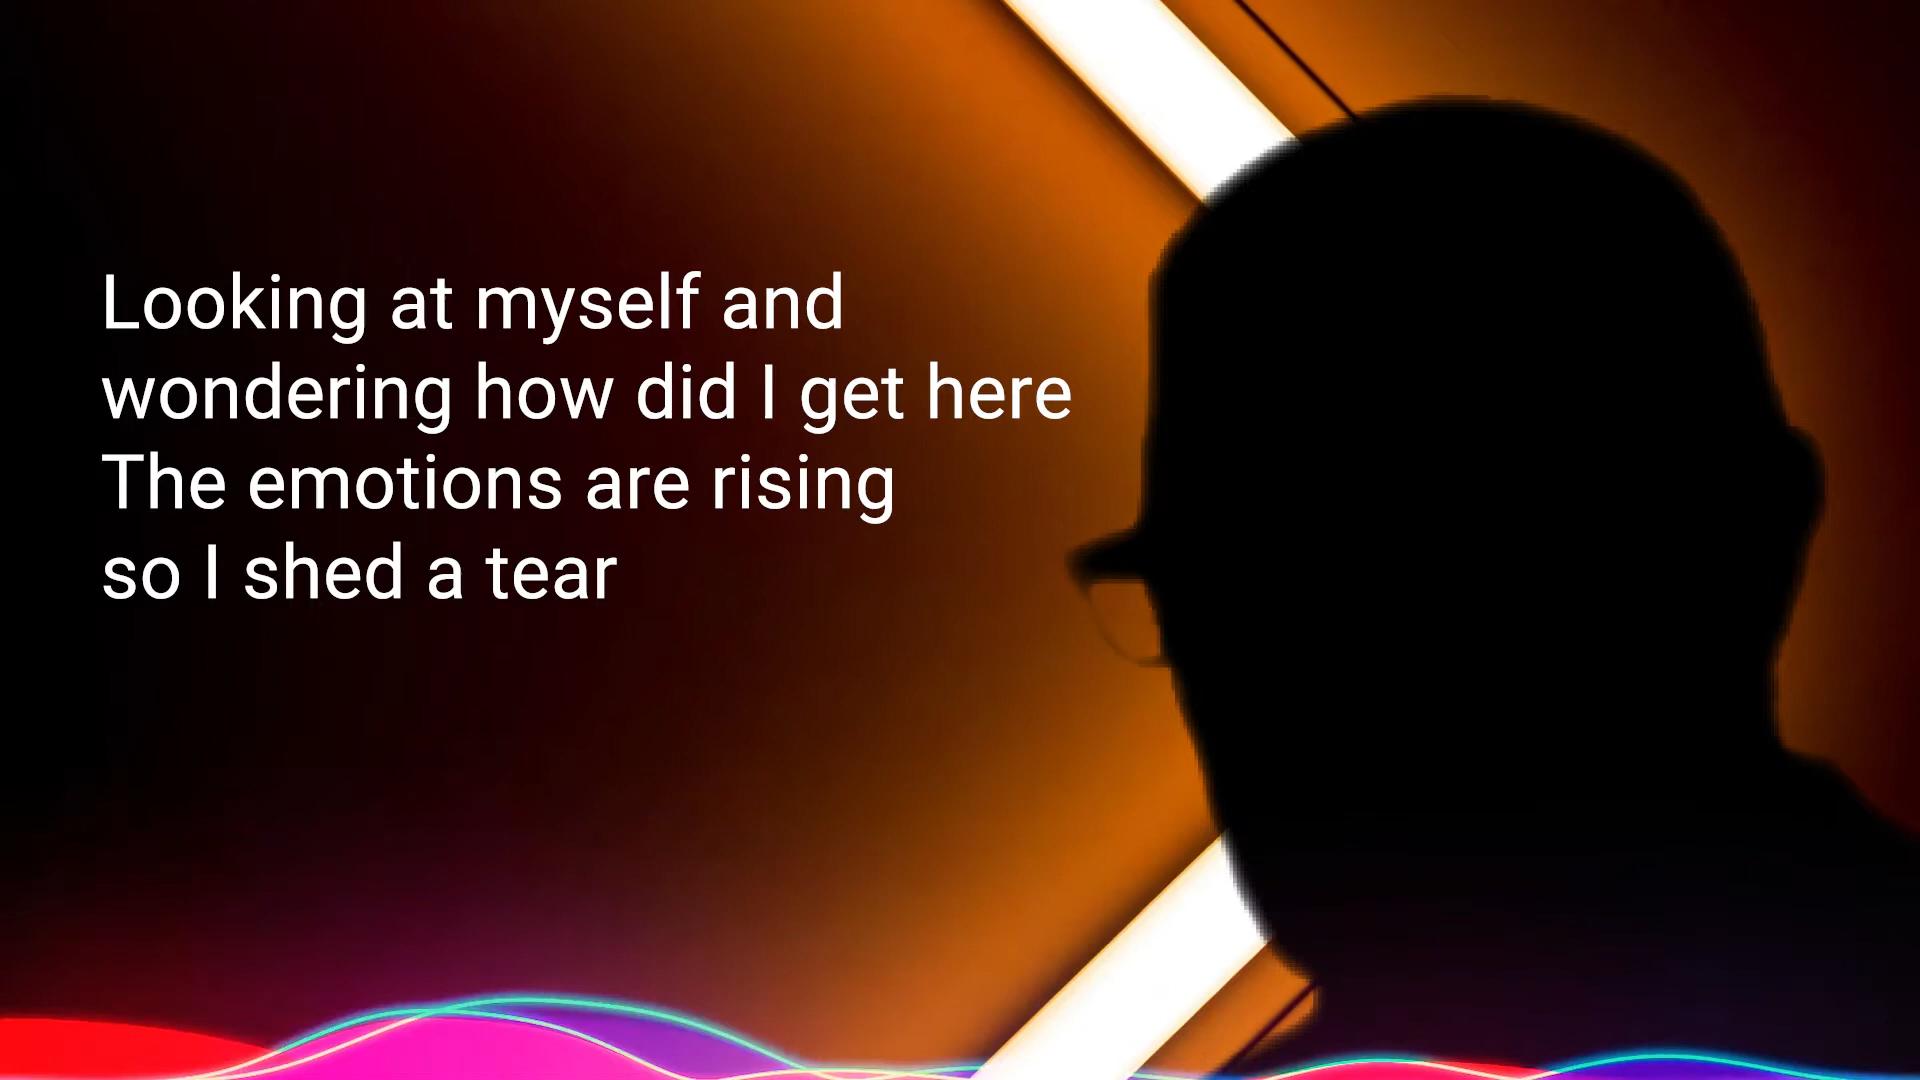 Looking at myself and
wondering how did I get here
The emotions are rising
so I shed a tear